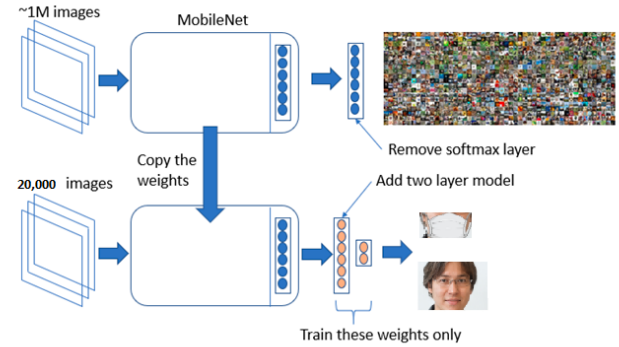 ~1M images
MobileNet
Remove softmax layer
Copy the
weights
20,000 images
Add two layer model
Train these weights only